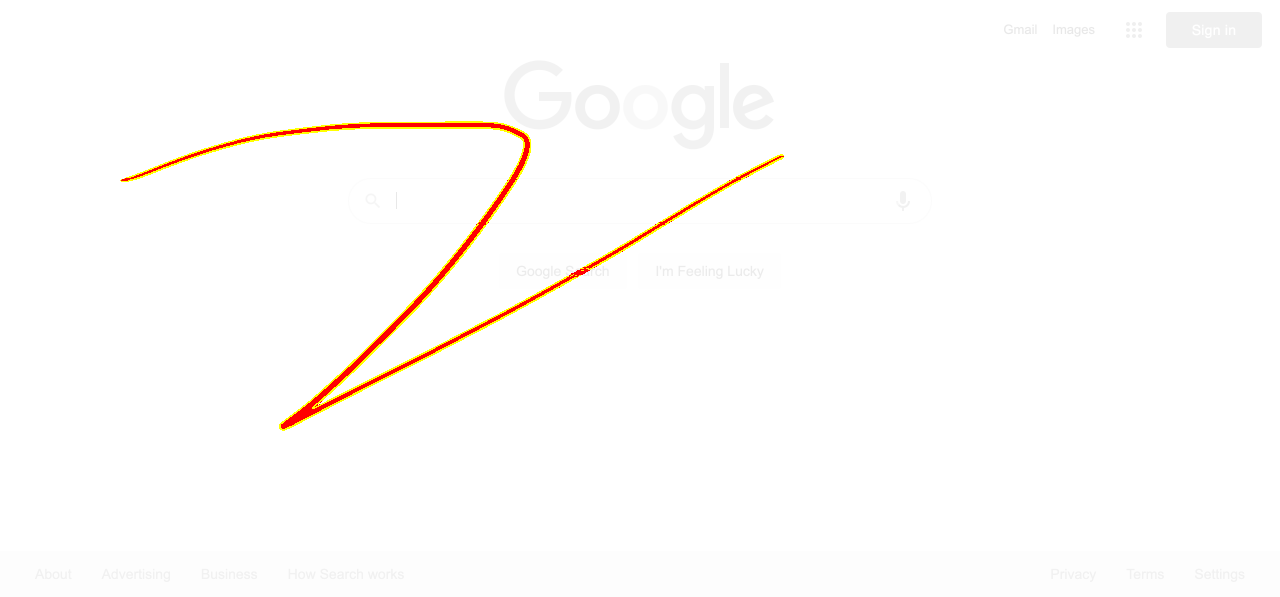 Gmail Images Sign in
Google
Google Search I'm Feeling Lucky
About Advertising Business How Search works Privacy Terms Settings